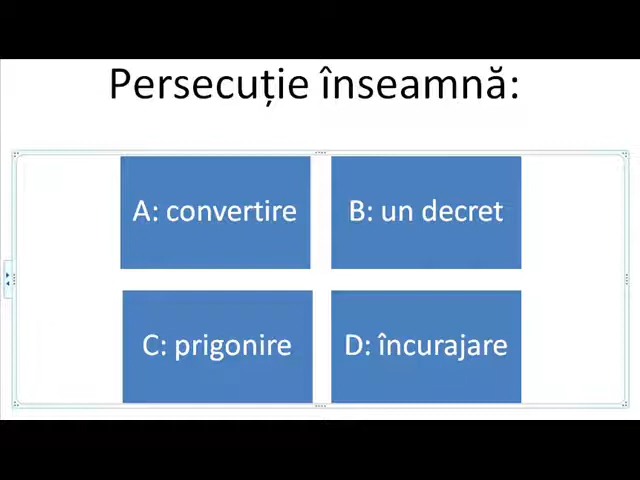 Persecuție înseamnă:
A: convertire
B: un decret
C: prigonire
D: încurajare